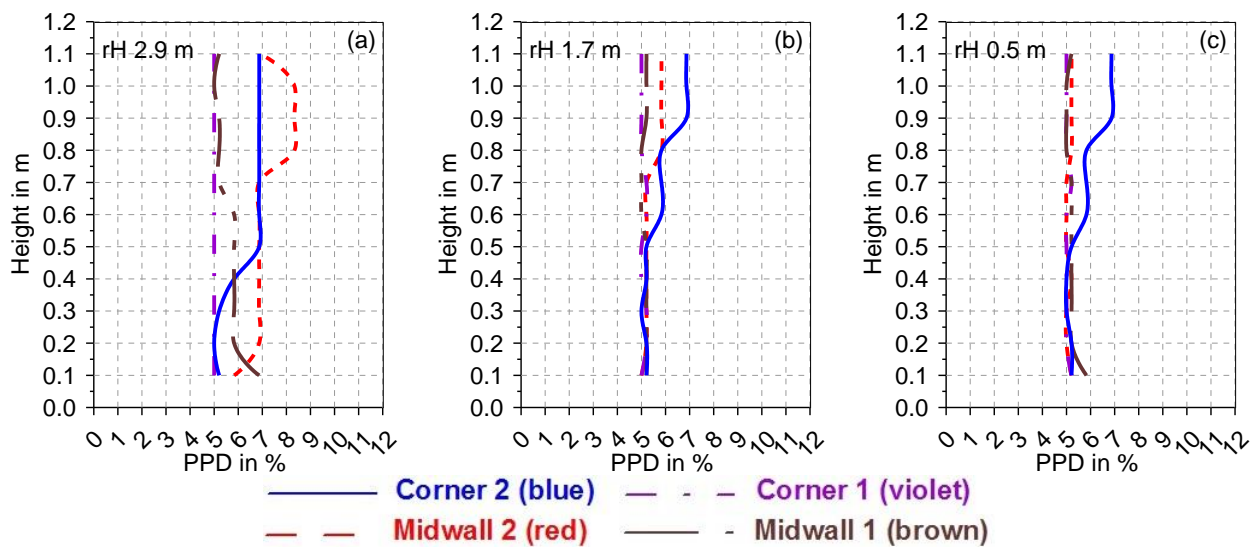 1.2
1.1
1.0
0.9
0.8
0.7
0.6
0.5
0.4
0.3
0.2
0.1
0.0
Height in m
rH 2.9 m
(a)
0 1 2 3 4 5 6 7 8 9 10 11 12
PPD in %
1.2
1.1
1.0
0.9
0.8
0.7
0.6
0.5
0.4
0.3
0.2
0.1
0.0
Height in m
rH 1.7 m
(b)
0 1 2 3 4 5 6 7 8 9 10 11 12
PPD in %
1.2
1.1
1.0
0.9
0.8
0.7
0.6
0.5
0.4
0.3
0.2
0.1
0.0
Height in m
rH 0.5 m
(c)
0 1 2 3 4 5 6 7 8 9 10 11 12
PPD in %
Corner 2 (blue)
Corner 1 (violet)
Midwall 2 (red)
Midwall 1 (brown)